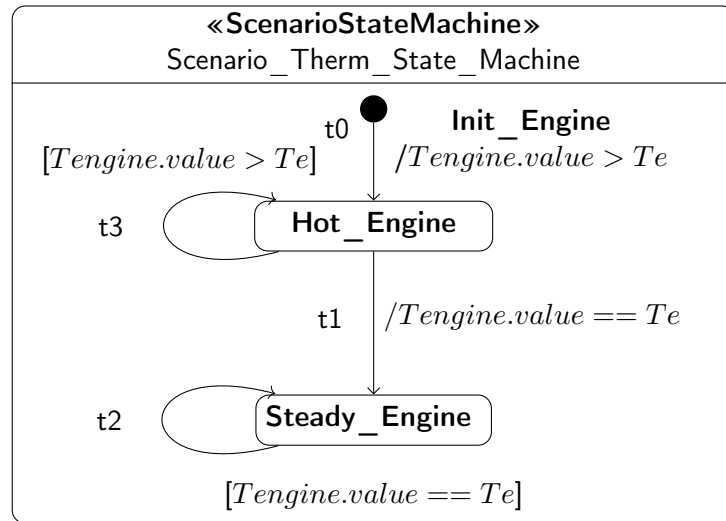 «ScenarioStateMachine»
Scenario_Therm_State_Machine
t0
Init_Engine
[Tengine.value > Te]
/Tengine.value > Te
t3
Hot_Engine
t1
/Tengine.value == Te
t2
Steady_Engine
[Tengine.value == Te]